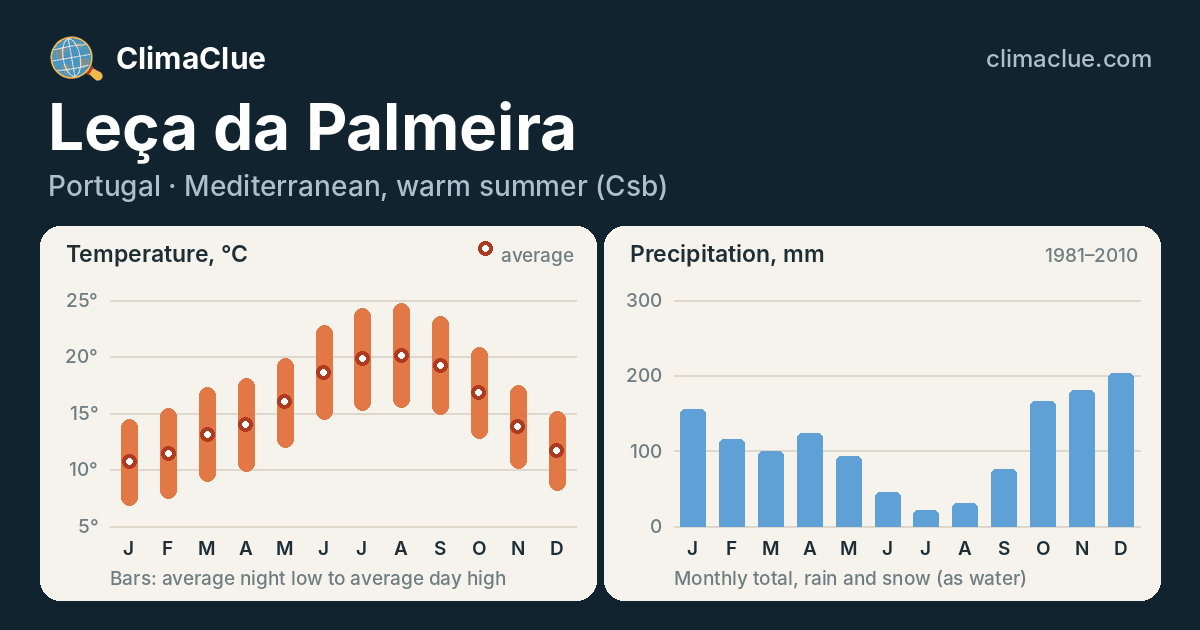 ClimaClue
climaclue.com
Leça da Palmeira
Portugal · Mediterranean, warm summer (Csb)
Temperature, °C
average
25°
20°
15°
10°
5°
J F M A M J J A S O N D
Bars: average night low to average day high
Precipitation, mm
1981–2010
300
200
100
0
J F M A M J J A S O N D
Monthly total, rain and snow (as water)